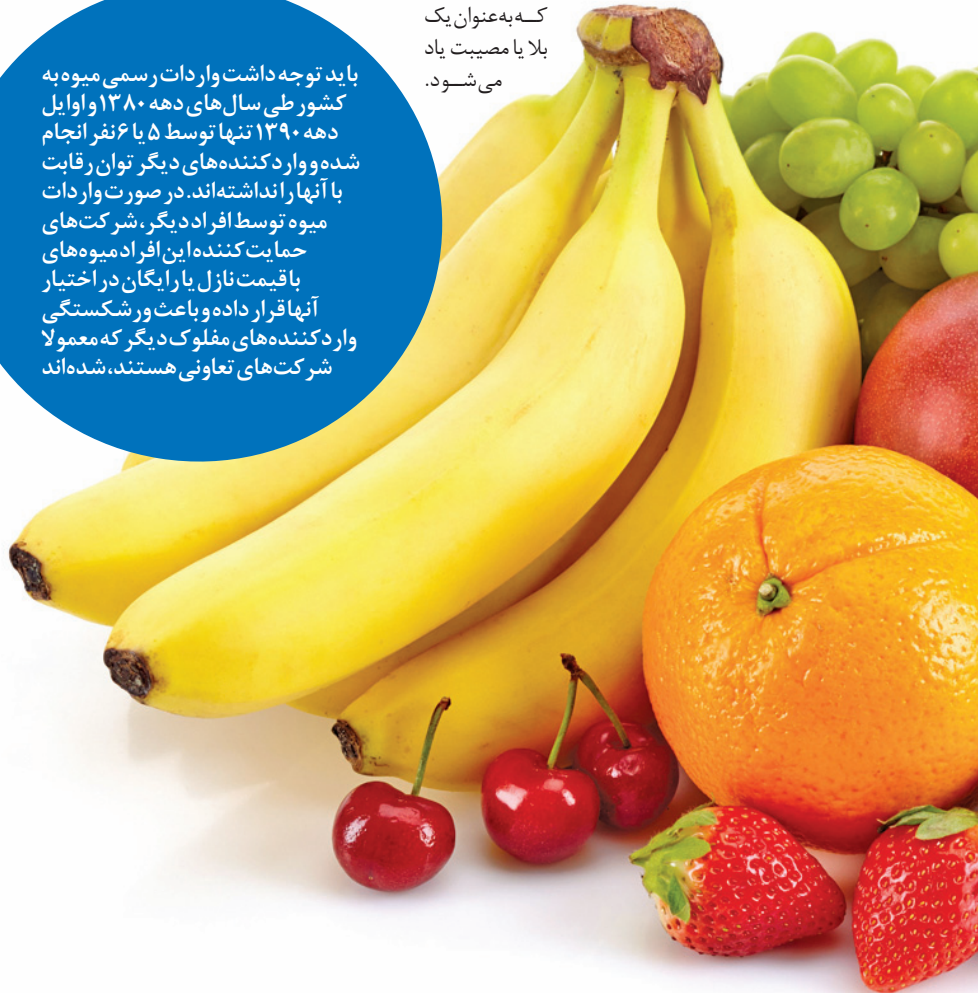 کــه به‌عنوان یک
بلا یا مصیبت یاد
می‌شــود.
باید توجه داشت واردات رسمی میوه به
کشور طی سال‌های دهه ۱۳۸۰ و اوایل
دهه ۱۳۹۰ تنها توسط ۵ یا ۶ نفر انجام
شده و واردکننده‌های دیگر توان رقابت
با آنها را نداشته‌اند. در صورت واردات
میوه توسط افراد دیگر، شرکت‌های
حمایت کننده این افراد میوه‌های
با قیمت نازل یا رایگان در اختیار
آنها قرار داده و باعث ورشکستگی
واردکننده‌های مفلوک دیگر که معمولا
شرکت‌های تعاونی هستند، شده‌اند